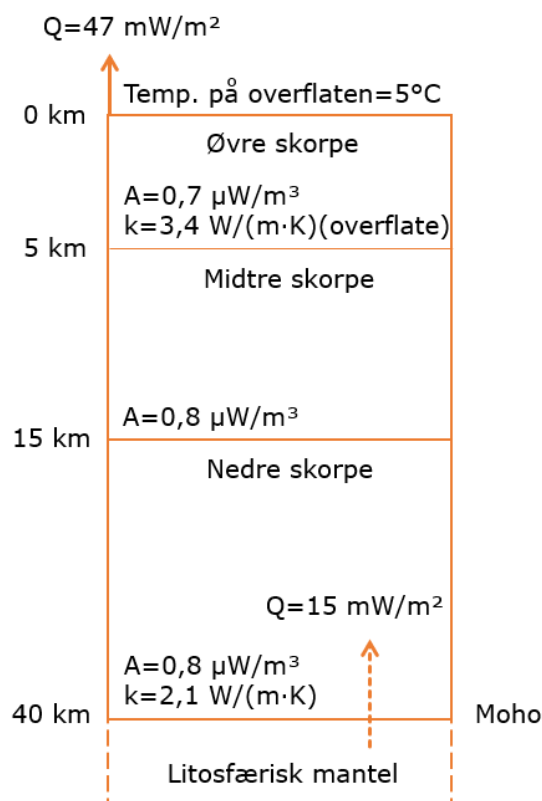 Q=47 mW/m²
Temp. på overflaten=5°C
0 km
Øvre skorpe
A=0,7 µW/m³
k=3,4 W/(m·K)(overflate)
5 km
Midtre skorpe
A=0,8 µW/m³
15 km
Nedre skorpe
Q=15 mW/m²
A=0,8 µW/m³
k=2,1 W/(m·K)
40 km
Moho
Litosfærisk mantel